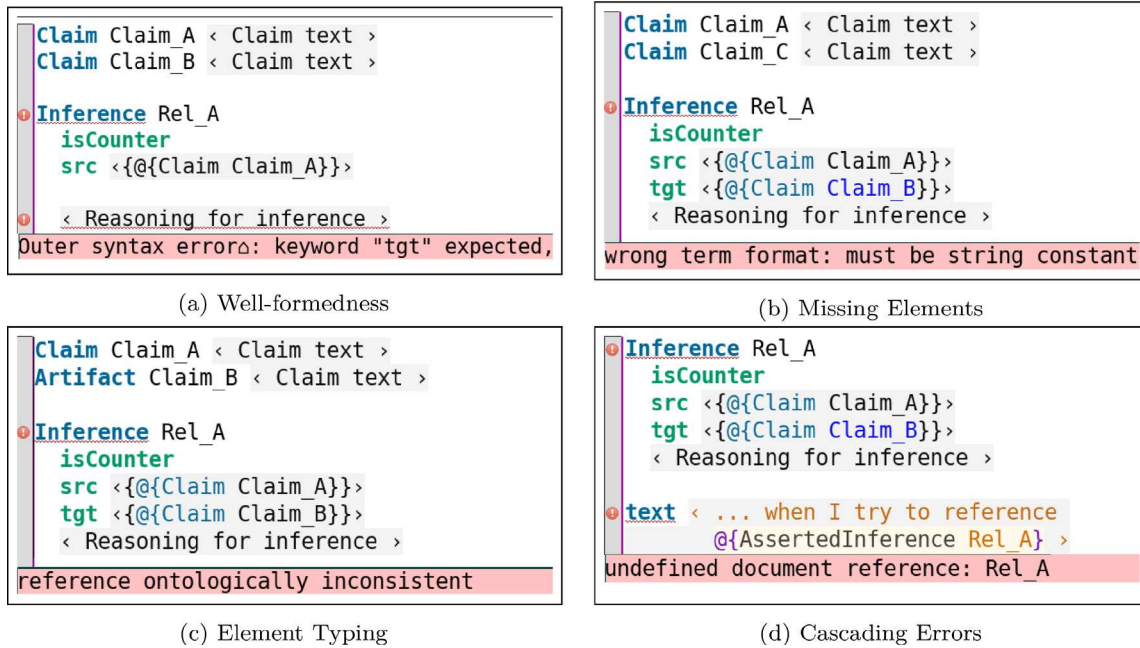 Claim Claim_A ‹ Claim text ›
Claim Claim_B ‹ Claim text ›
Inference Rel_A
isCounter
src ‹{@{Claim Claim_A}}›
‹ Reasoning for inference ›
Outer syntax error⌂: keyword "tgt" expected,
(a) Well-formedness
Claim Claim_A ‹ Claim text ›
Claim Claim_C ‹ Claim text ›
Inference Rel_A
isCounter
src ‹{@{Claim Claim_A}}›
tgt ‹{@{Claim Claim_B}}›
‹ Reasoning for inference ›
wrong term format: must be string constant
(b) Missing Elements
Claim Claim_A ‹ Claim text ›
Artifact Claim_B ‹ Claim text ›
Inference Rel_A
isCounter
src ‹{@{Claim Claim_A}}›
tgt ‹{@{Claim Claim_B}}›
‹ Reasoning for inference ›
reference ontologically inconsistent
(c) Element Typing
Inference Rel_A
isCounter
src ‹{@{Claim Claim_A}}›
tgt ‹{@{Claim Claim_B}}›
‹ Reasoning for inference ›
text ‹ ... when I try to reference
@{AssertedInference Rel_A} ›
undefined document reference: Rel_A
(d) Cascading Errors